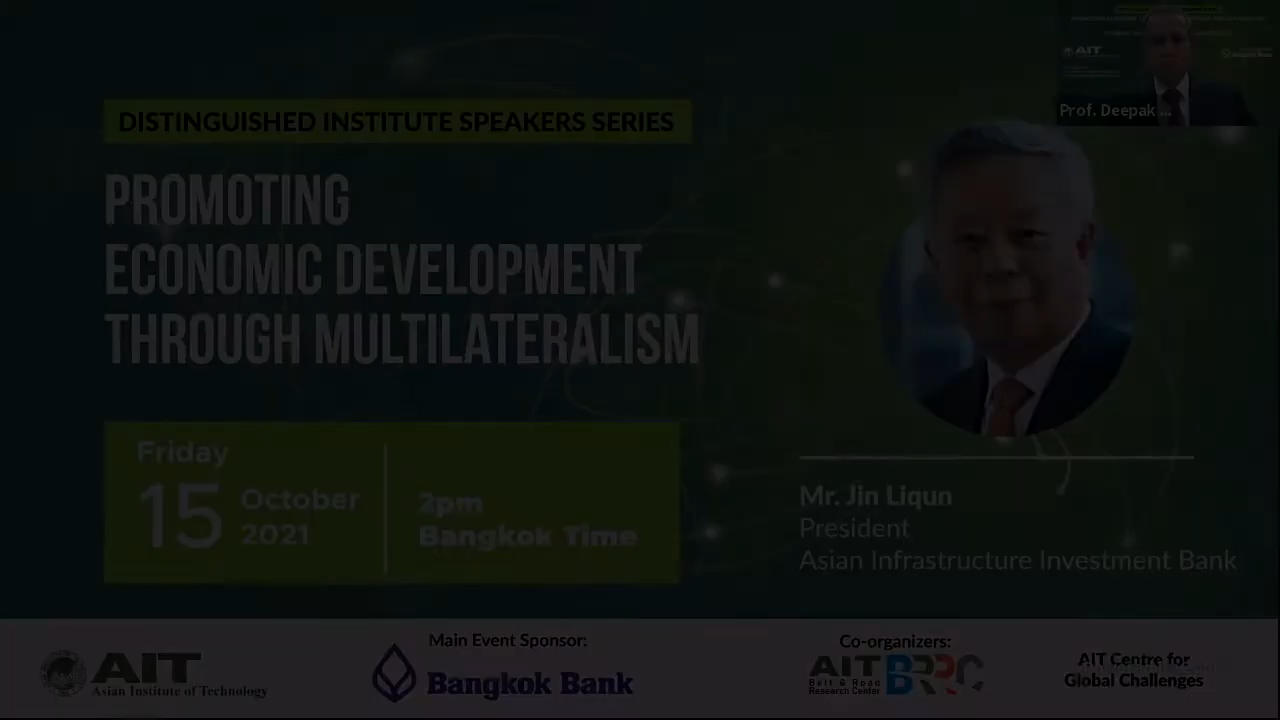 Prof. Deepak ...
DISTINGUISHED INSTITUTE SPEAKERS SERIES
PROMOTING
ECONOMIC DEVELOPMENT
THROUGH MULTILATERALISM
Friday
15 October
2021
2pm
Bangkok Time
Mr. Jin Liqun
President
Asian Infrastructure Investment Bank
AIT
Asian Institute of Technology
Main Event Sponsor:
Bangkok Bank
Co-organizers:
AIT BRRC
Belt & Road
Research Center
AIT Centre for
Global Challenges